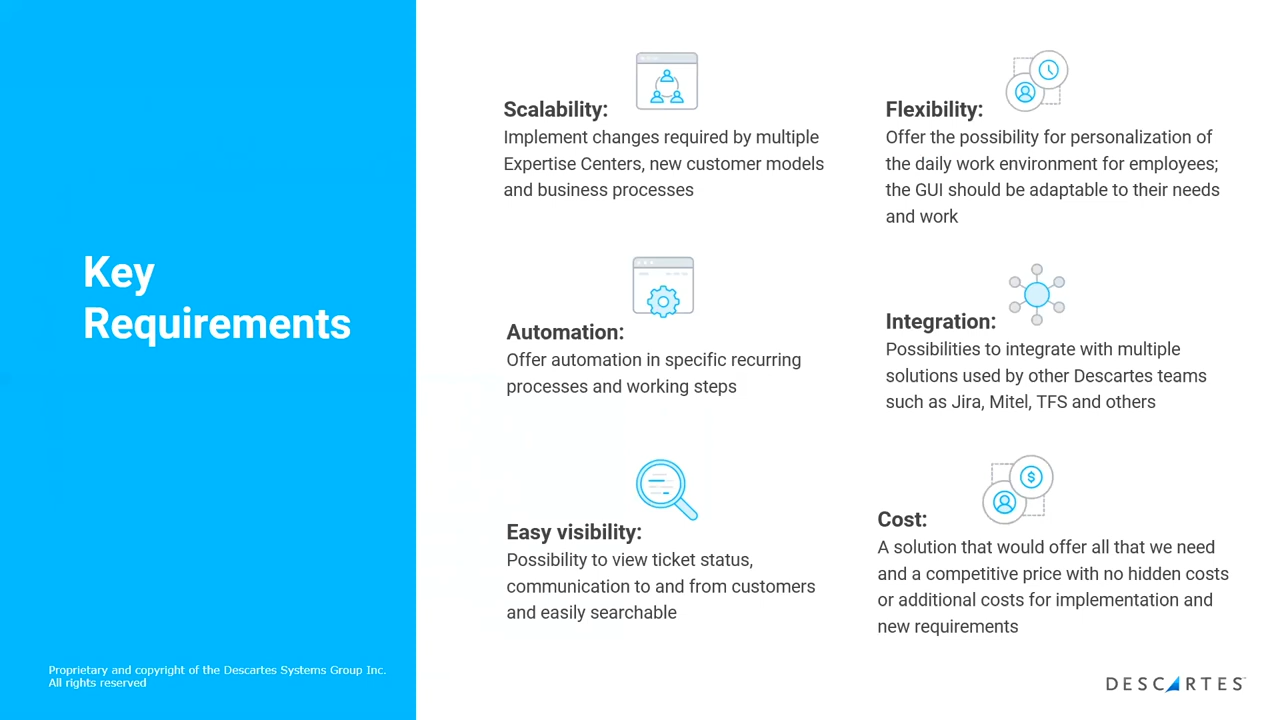 Key
Requirements
Scalability:
Implement changes required by multiple
Expertise Centers, new customer models
and business processes
Flexibility:
Offer the possibility for personalization of
the daily work environment for employees;
the GUI should be adaptable to their needs
and work
Automation:
Offer automation in specific recurring
processes and working steps
Integration:
Possibilities to integrate with multiple
solutions used by other Descartes teams
such as Jira, Mitel, TFS and others
Easy visibility:
Possibility to view ticket status,
communication to and from customers
and easily searchable
Cost:
A solution that would offer all that we need
and a competitive price with no hidden costs
or additional costs for implementation and
new requirements
Proprietary and copyright of the Descartes Systems Group Inc.
All rights reserved
DESCARTES